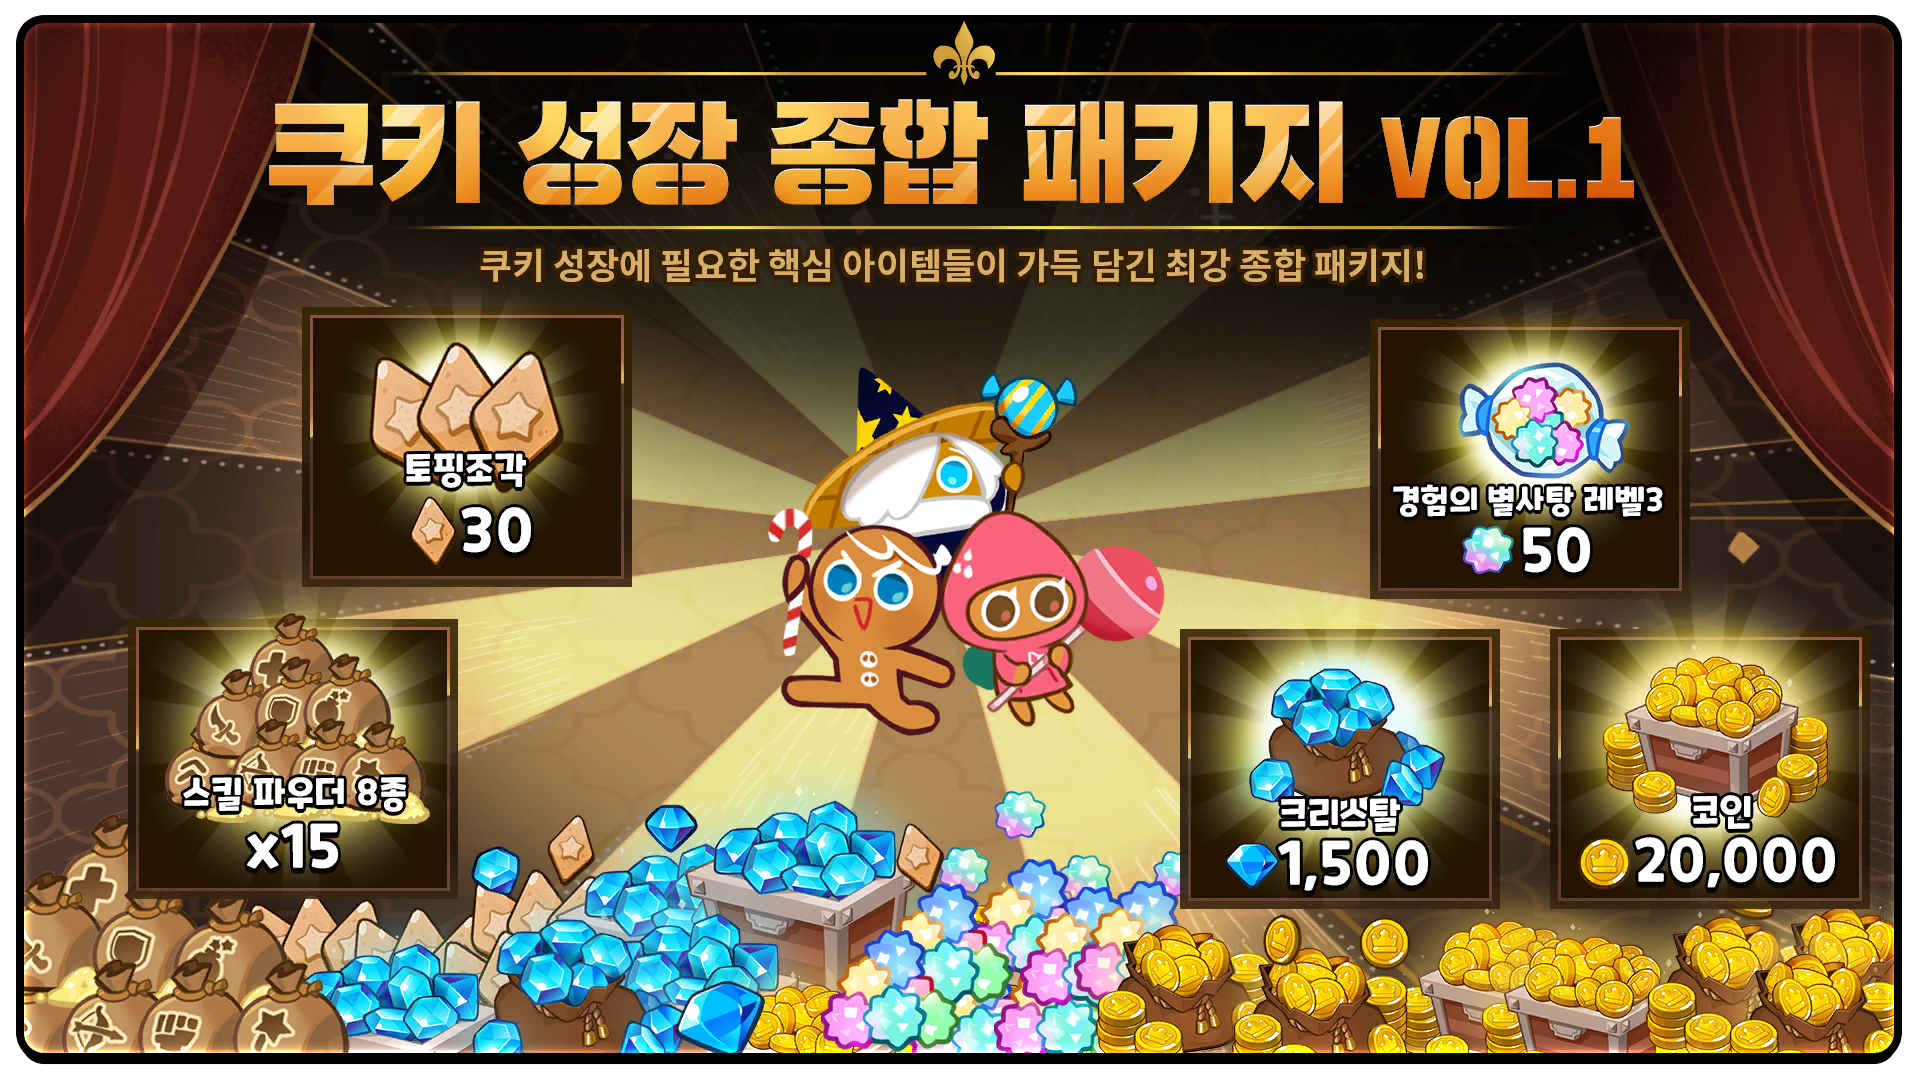 쿠키 성장 종합 패키지 VOL.1
쿠키 성장에 필요한 핵심 아이템들이 가득 담긴 최강 종합 패키지!
토핑조각
30
경험의 별사탕 레벨3
50
스킬 파우더 8종
x15
크리스탈
1,500
코인
20,000